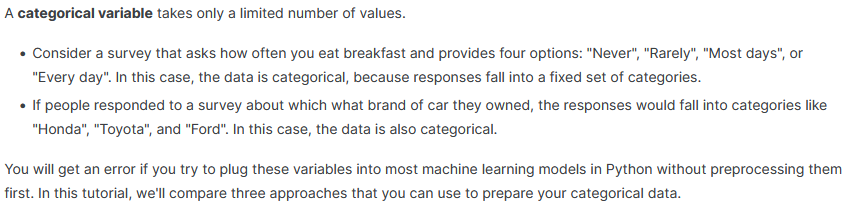 A categorical variable takes only a limited number of values.
• Consider a survey that asks how often you eat breakfast and provides four options: "Never", "Rarely", "Most days", or
"Every day". In this case, the data is categorical, because responses fall into a fixed set of categories.
• If people responded to a survey about which what brand of car they owned, the responses would fall into categories like
"Honda", "Toyota", and "Ford". In this case, the data is also categorical.
You will get an error if you try to plug these variables into most machine learning models in Python without preprocessing them
first. In this tutorial, we'll compare three approaches that you can use to prepare your categorical data.